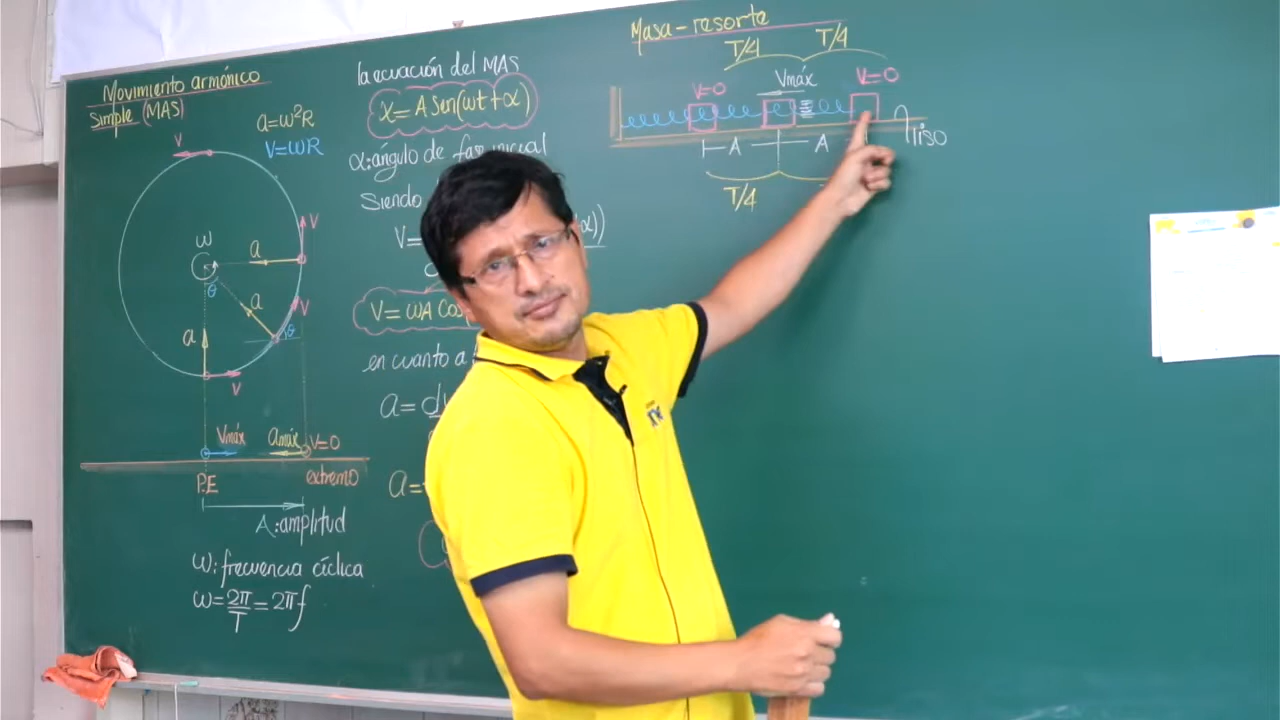 Movimiento armónico
Simple (MAS)
a=ω²R
V=ωR
V
V
a
ω
θ
a
V
a
θ
V
Vmáx
amáx
V=0
P.E
extremo
A:amplitud
ω: frecuencia cíclica
ω=2π/T=2πf
la ecuación del MAS
X=A Sen(ωt+α)
α:ángulo de fase inicial
Siendo
V=
α))
V=ωA Cos
en cuanto a
a=
a=
Masa-resorte
T/4
T/4
V=0
Vmáx
V=0
liso
A
A
T/4